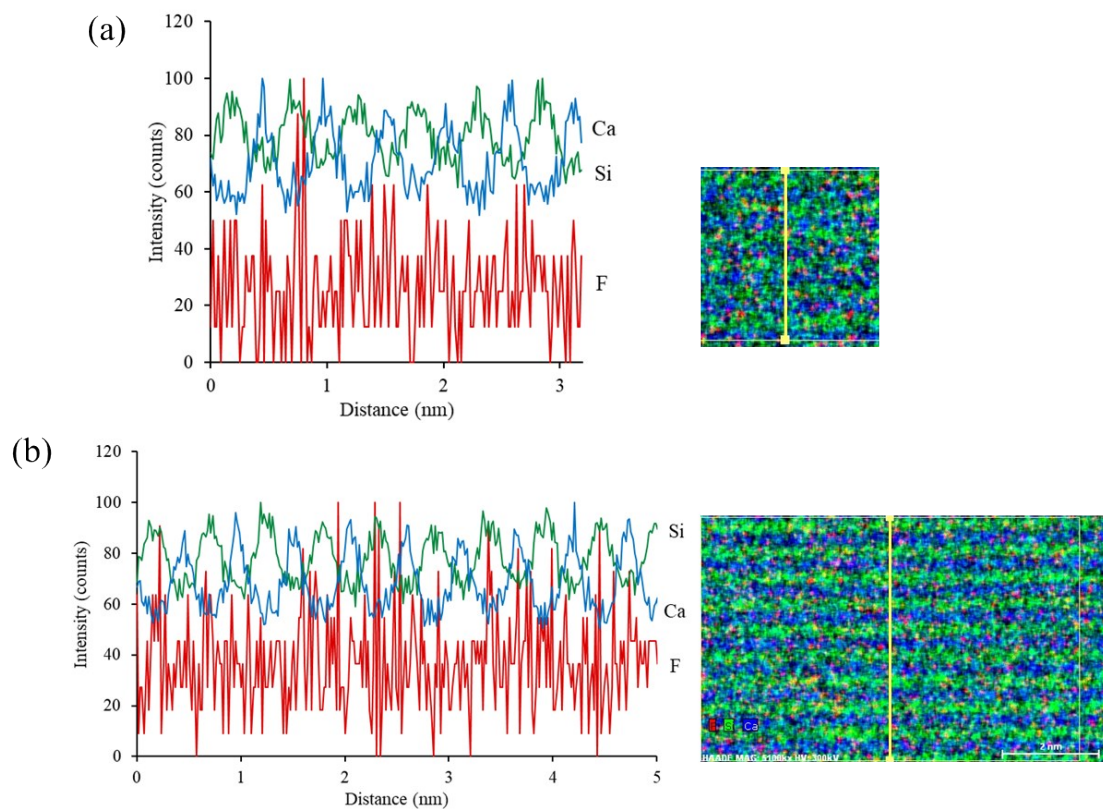 (a)
120
100
80
60
40
20
0
Intensity (counts)
0 1 2 3
Distance (nm)
Ca
Si
F
(b)
120
100
80
60
40
20
0
Intensity (counts)
0 1 2 3 4 5
Distance (nm)
Si
Ca
F
Si Ca
2 nm
MAG